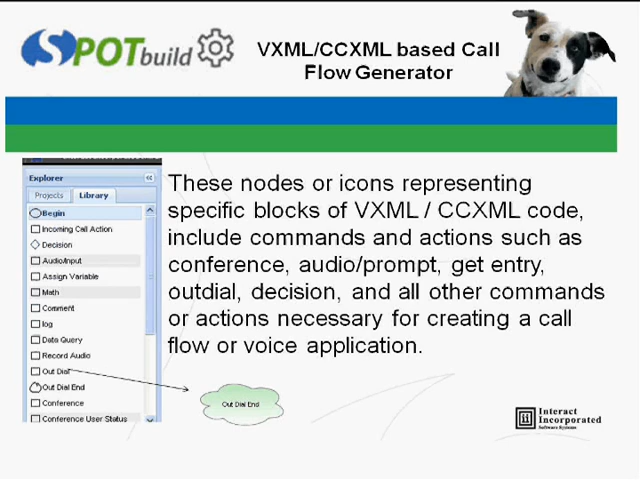 SPOTbuild
VXML/CCXML based Call
Flow Generator
Explorer
Projects
Library
Begin
Incoming Call Action
Decision
Audio/Input
Assign Variable
Math
Comment
log
Data Query
Record Audio
Out Dial
Out Dial End
Conference
Conference User Status
These nodes or icons representing
specific blocks of VXML / CCXML code,
include commands and actions such as
conference, audio/prompt, get entry,
outdial, decision, and all other commands
or actions necessary for creating a call
flow or voice application.
Out Dial End
Interact
Incorporated
Software Systems